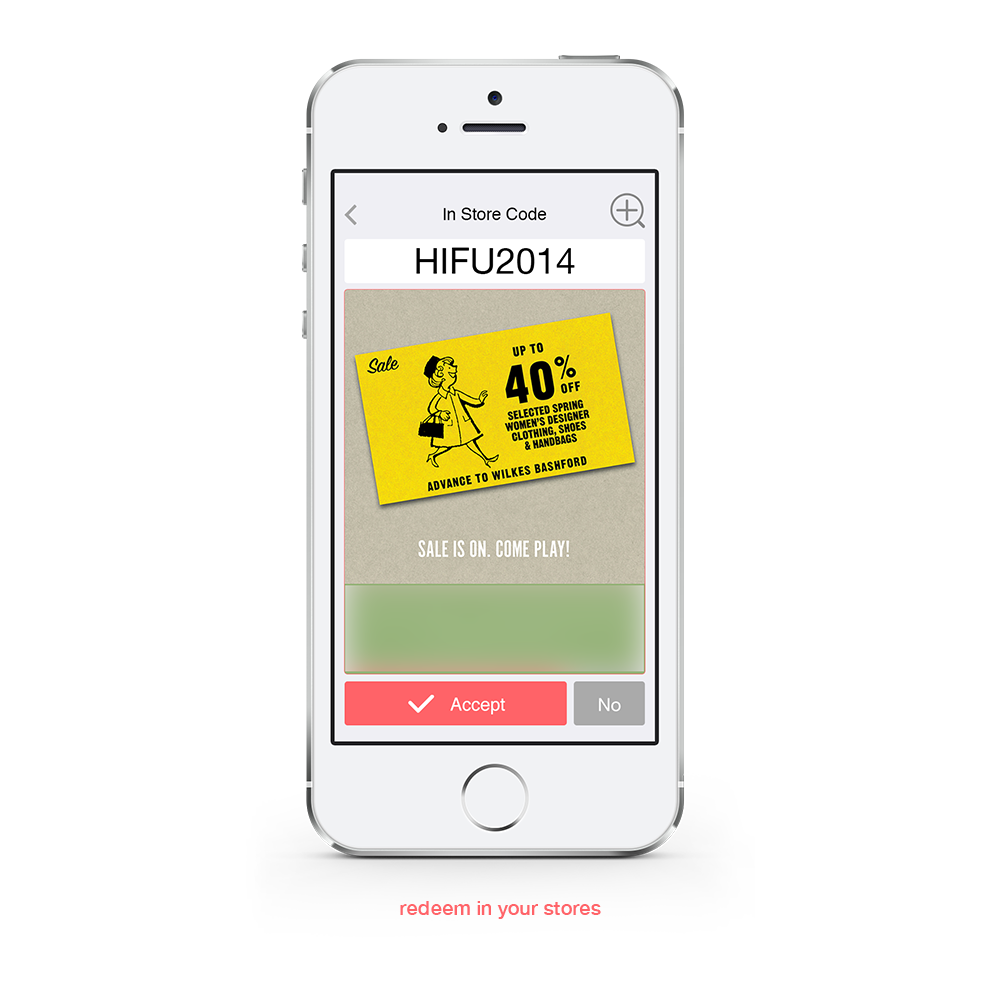 In Store Code
HIFU2014
Sale
UP TO
40% OFF
SELECTED SPRING
WOMEN'S DESIGNER
CLOTHING, SHOES
& HANDBAGS
ADVANCE TO WILKES BASHFORD
SALE IS ON. COME PLAY!
Accept
No
redeem in your stores